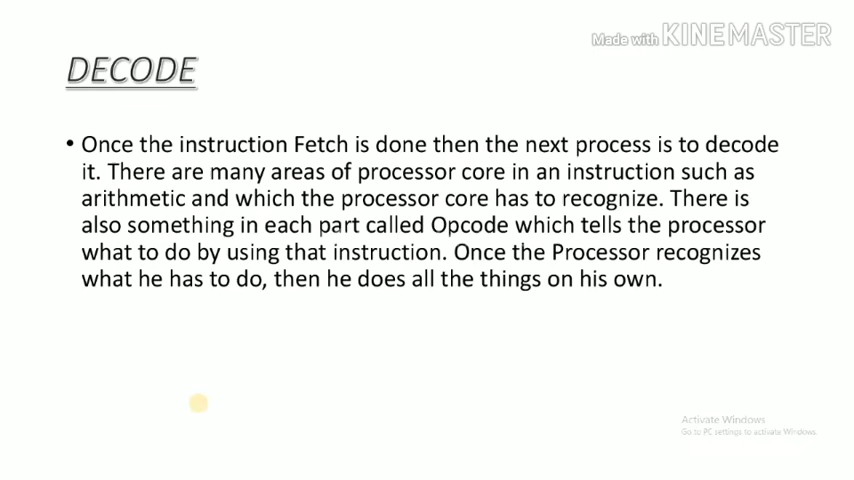 Made with KINEMASTER
DECODE
• Once the instruction Fetch is done then the next process is to decode
it. There are many areas of processor core in an instruction such as
arithmetic and which the processor core has to recognize. There is
also something in each part called Opcode which tells the processor
what to do by using that instruction. Once the Processor recognizes
what he has to do, then he does all the things on his own.
Activate Windows
Go to PC settings to activate Windows.